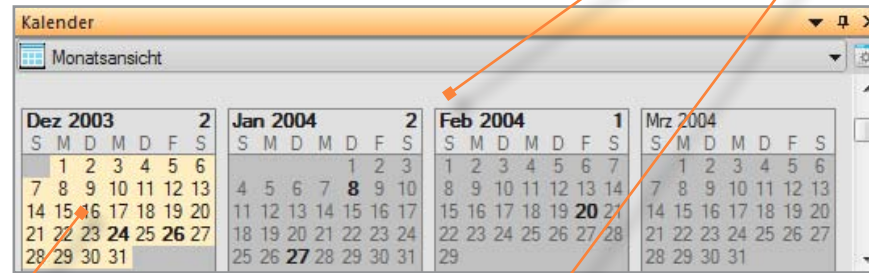 Kalender
Monatsansicht
Dez 2003 2
S M D M D F S
1 2 3 4 5 6
7 8 9 10 11 12 13
14 15 16 17 18 19 20
21 22 23 24 25 26 27
28 29 30 31
Jan 2004 2
S M D M D F S
1 2 3
4 5 6 7 8 9 10
11 12 13 14 15 16 17
18 19 20 21 22 23 24
25 26 27 28 29 30 31
Feb 2004 1
S M D M D F S
1 2 3 4 5 6 7
8 9 10 11 12 13 14
15 16 17 18 19 20 21
22 23 24 25 26 27 28
29
Mrz 2004
S M D M D F S
1 2 3 4 5 6
7 8 9 10 11 12 13
14 15 16 17 18 19 20
21 22 23 24 25 26 27
28 29 30 31